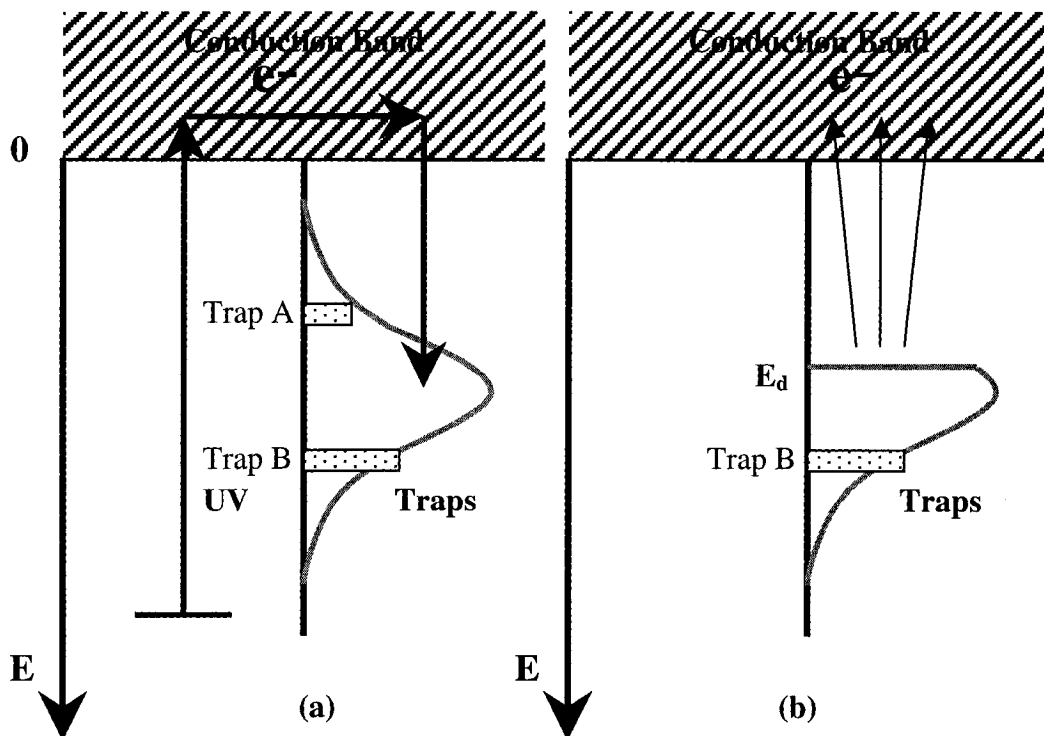 Conduction Band
e–
0
Trap A
Trap B
UV
Traps
E
(a)
Conduction Band
e–
E_d
Trap B
Traps
E
(b)